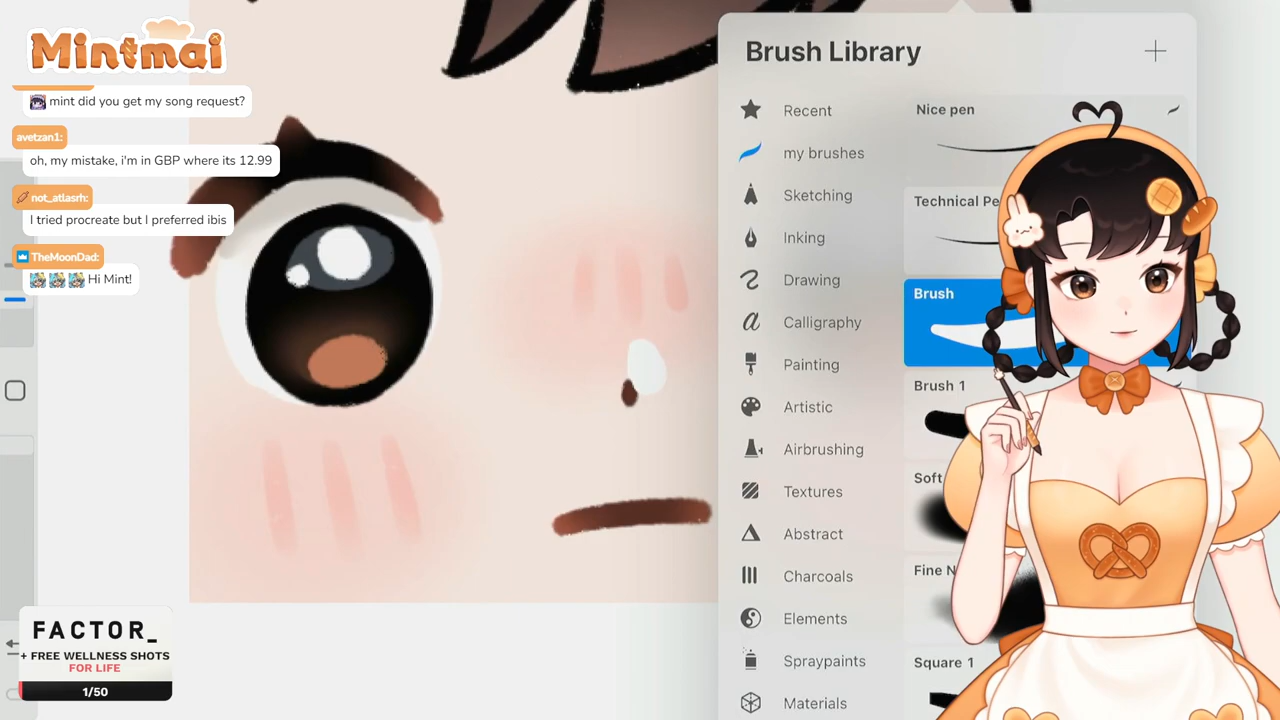 Mintmai
mint did you get my song request?
avetzan1:
oh, my mistake, i'm in GBP where its 12.99
not_atlasrh:
I tried procreate but I preferred ibis
TheMoonDad:
Hi Mint!
FACTOR_
+ FREE WELLNESS SHOTS
FOR LIFE
1/50
Brush Library
Recent
my brushes
Sketching
Inking
Drawing
Calligraphy
Painting
Artistic
Airbrushing
Textures
Abstract
Charcoals
Elements
Spraypaints
Materials
Nice pen
Technical Pe
Brush
Brush 1
Soft
Fine N
Square 1